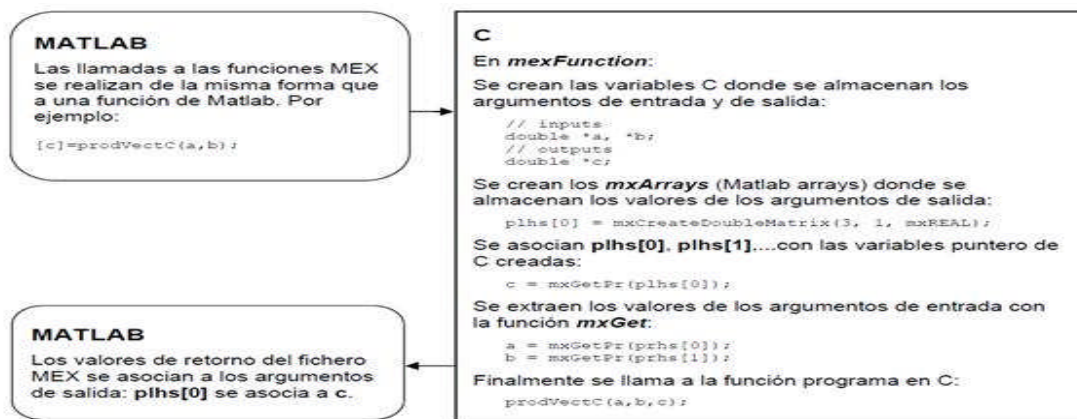 MATLAB
Las llamadas a las funciones MEX
se realizan de la misma forma que
a una función de Matlab. Por
ejemplo:
[c]=prodVectC(a,b);
C
En mexFunction:
Se crean las variables C donde se almacenan los
argumentos de entrada y de salida:
// inputs
double *a, *b;
// outputs
double *c;
Se crean los mxArrays (Matlab arrays) donde se
almacenan los valores de los argumentos de salida:
plhs[0] = mxCreateDoubleMatrix(3, 1, mxREAL);
Se asocian plhs[0], plhs[1]....con las variables puntero de
C creadas:
c = mxGetPr(plhs[0]);
Se extraen los valores de los argumentos de entrada con
la función mxGet:
a = mxGetPr(prhs[0]);
b = mxGetPr(prhs[1]);
Finalmente se llama a la función programa en C:
prodVectC(a,b,c);
MATLAB
Los valores de retorno del fichero
MEX se asocian a los argumentos
de salida: plhs[0] se asocia a c.